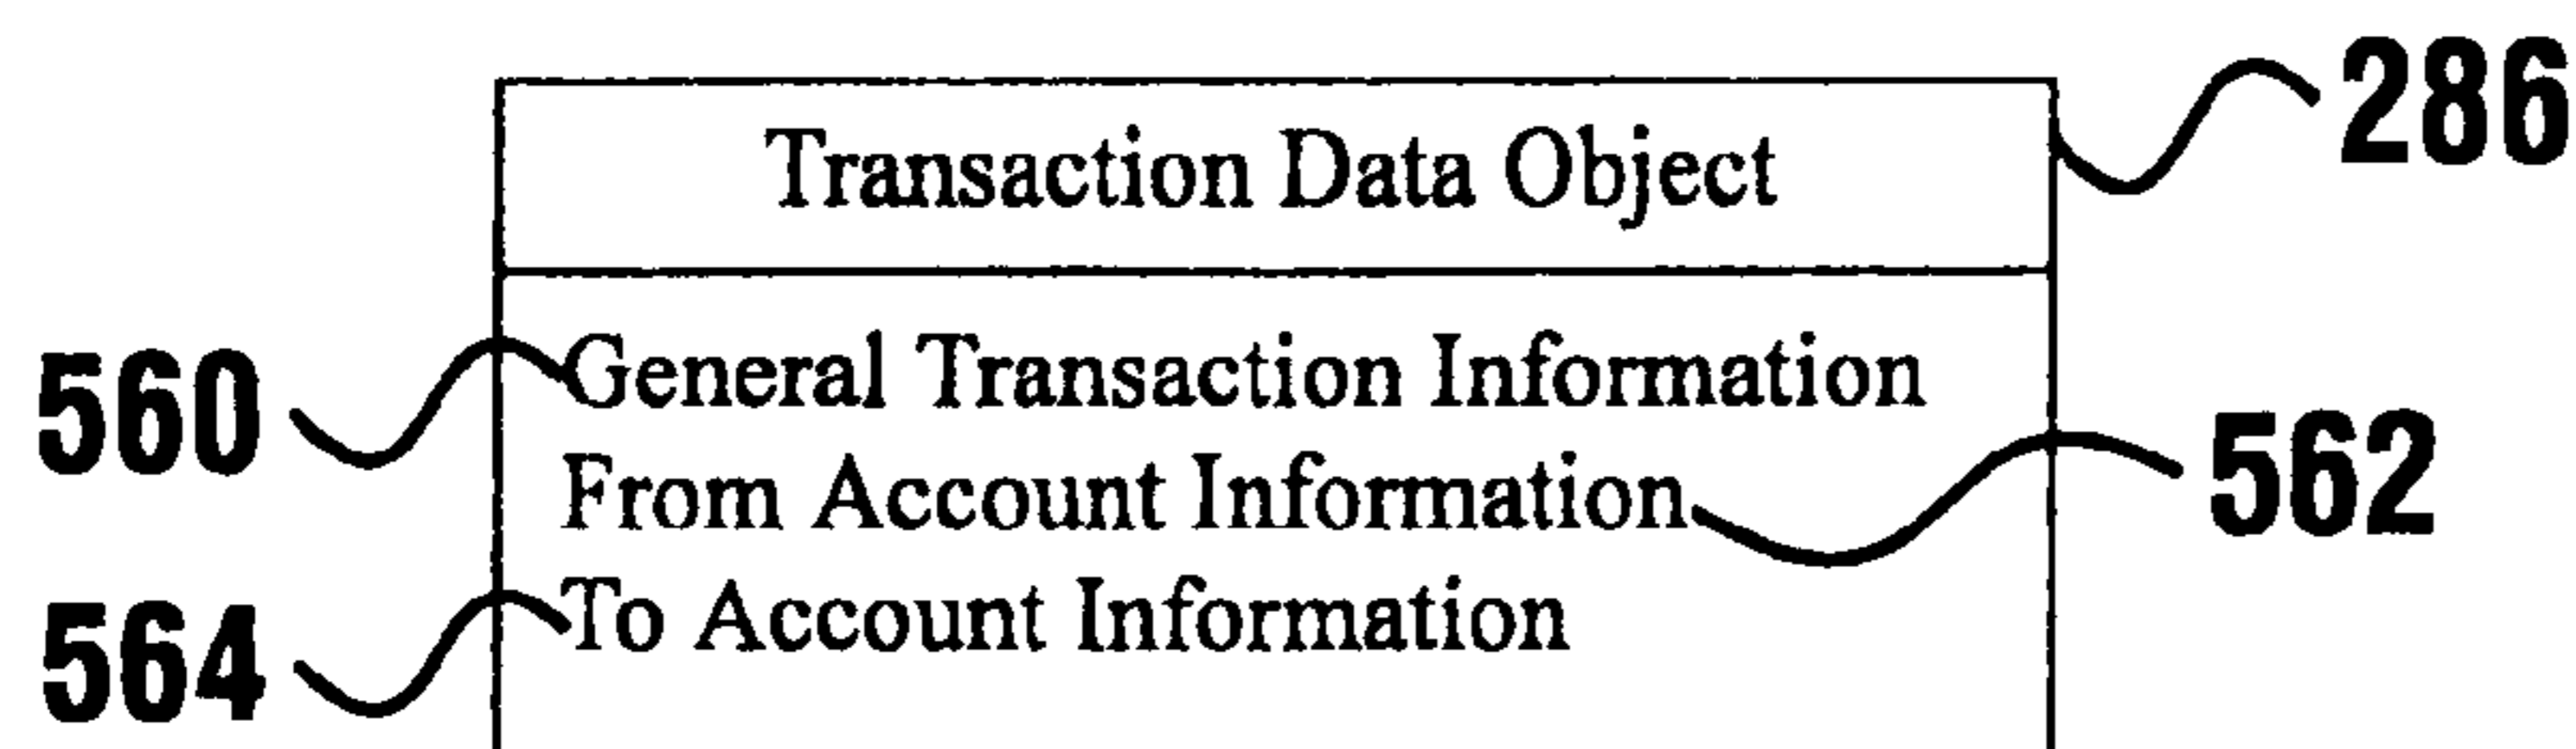 286
Transaction Data Object
560
General Transaction Information
From Account Information
562
564
To Account Information